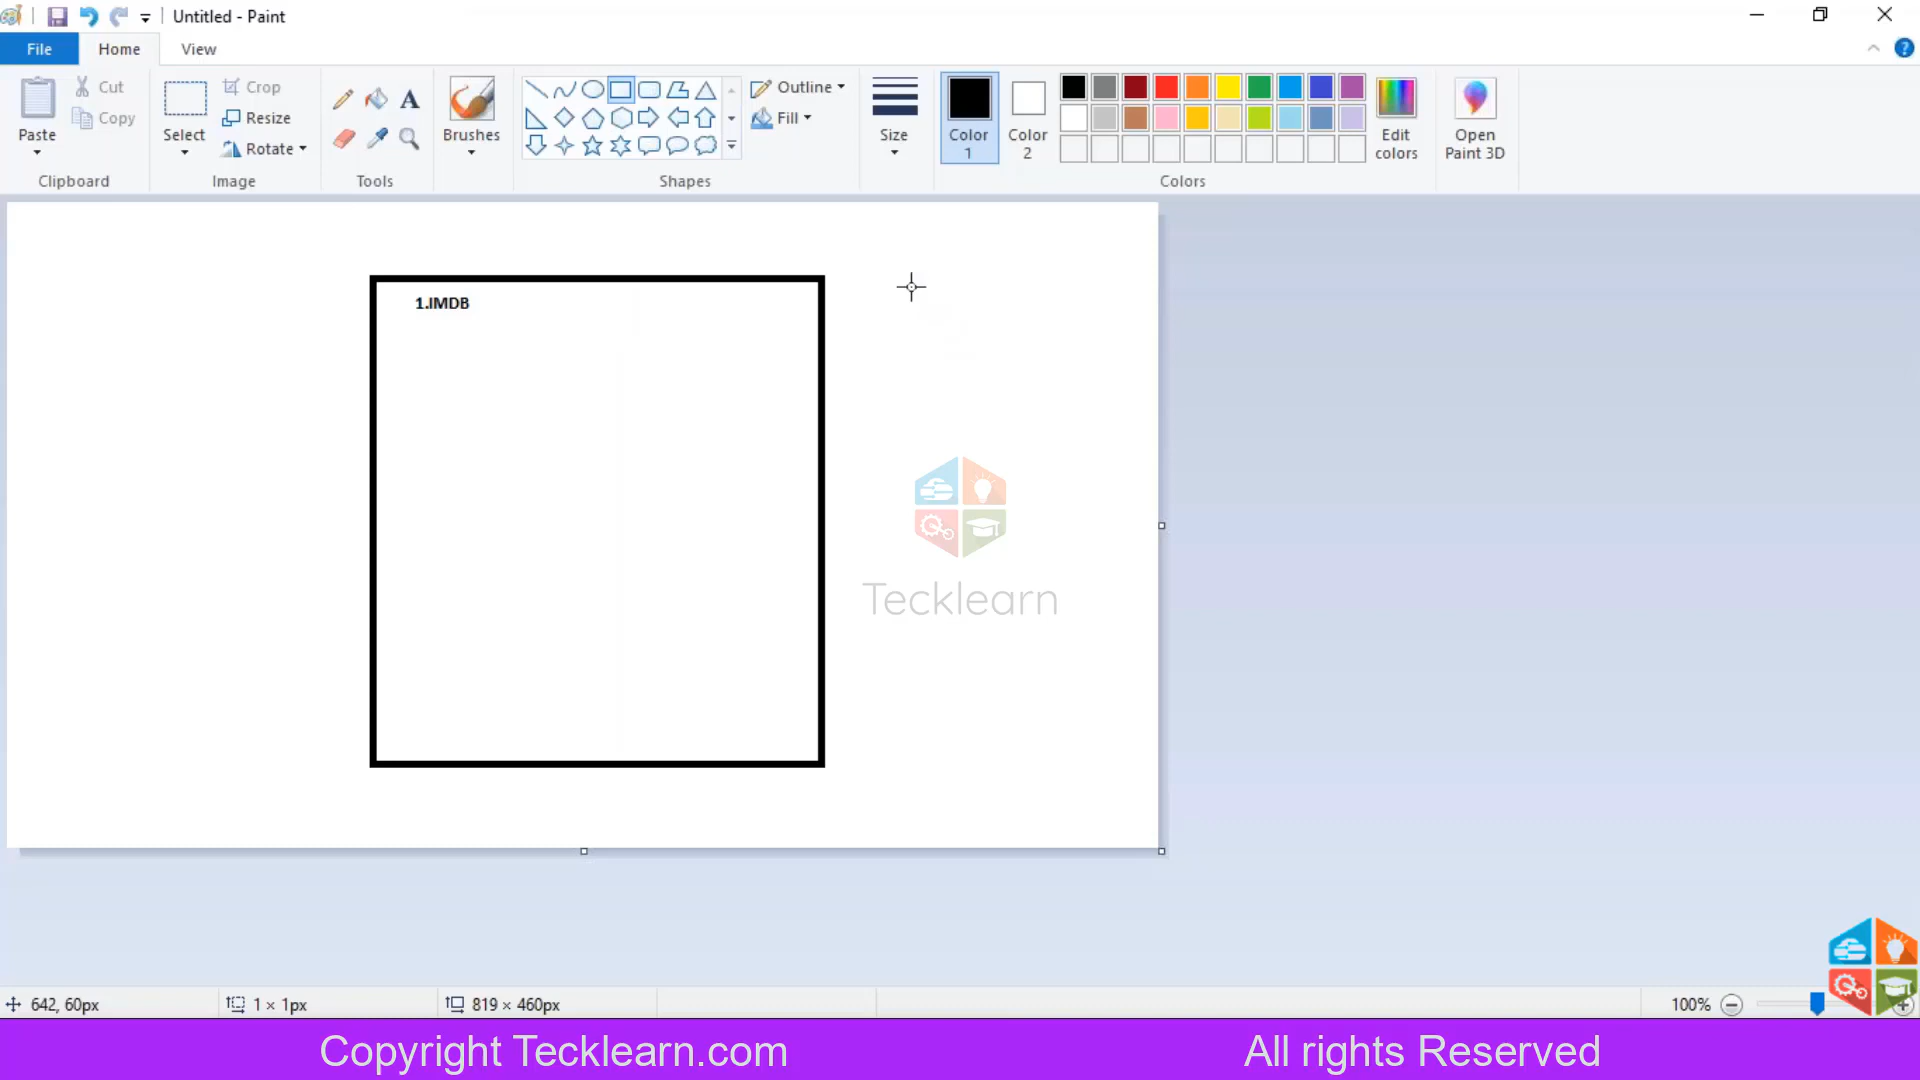 Untitled - Paint
File Home View
Paste Cut Copy
Clipboard
Select Crop Resize Rotate
Image
Tools
Brushes
Shapes
Outline
Fill
Size
Color 1
Color 2
Edit colors
Colors
Open Paint 3D
1.IMDB
Tecklearn
642, 60px
1 × 1px
819 × 460px
100%
Copyright Tecklearn.com
All rights Reserved